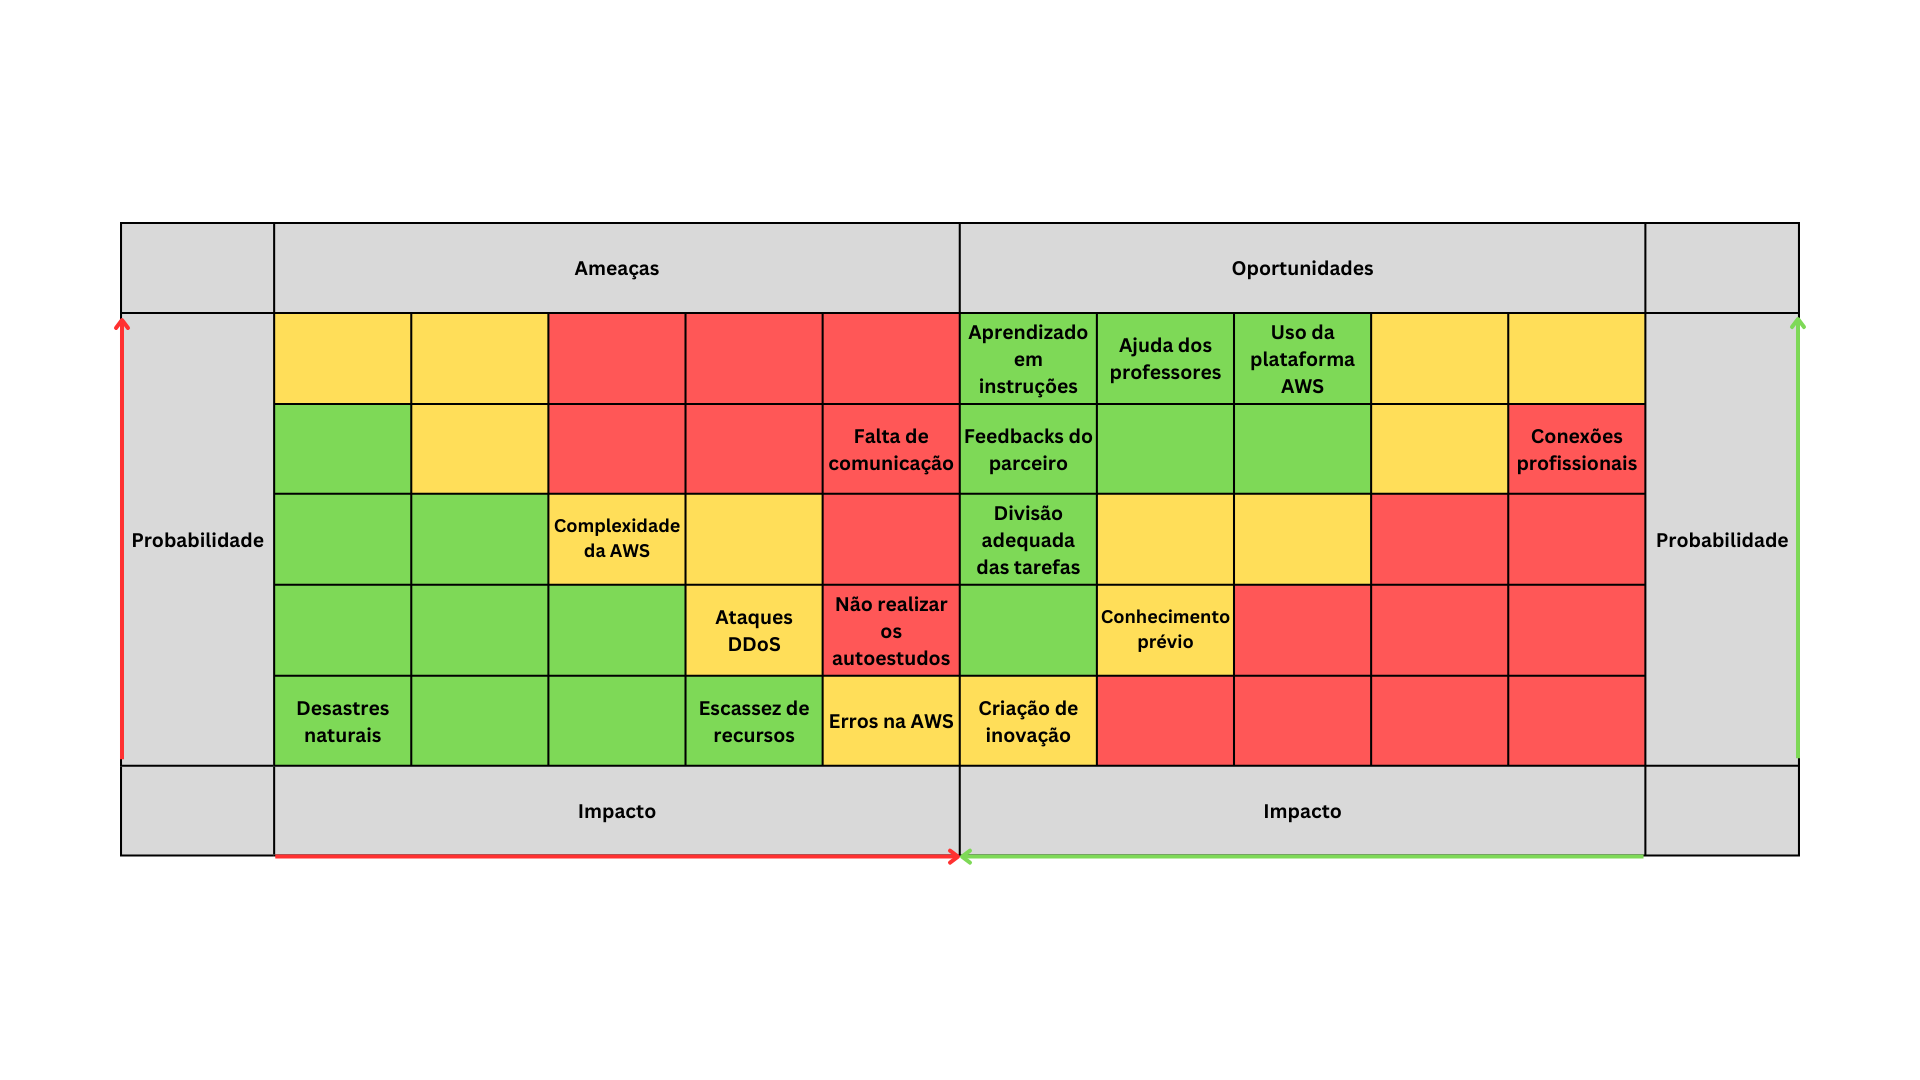 Ameaças
Oportunidades
Aprendizado
em
instruções
Ajuda dos
professores
Uso da
plataforma
AWS
Falta de
comunicação
Feedbacks do
parceiro
Conexões
profissionais
Probabilidade
Complexidade
da AWS
Divisão
adequada
das tarefas
Probabilidade
Ataques
DDoS
Não realizar
os
autoestudos
Conhecimento
prévio
Desastres
naturais
Escassez de
recursos
Erros na AWS
Criação de
inovação
Impacto
Impacto